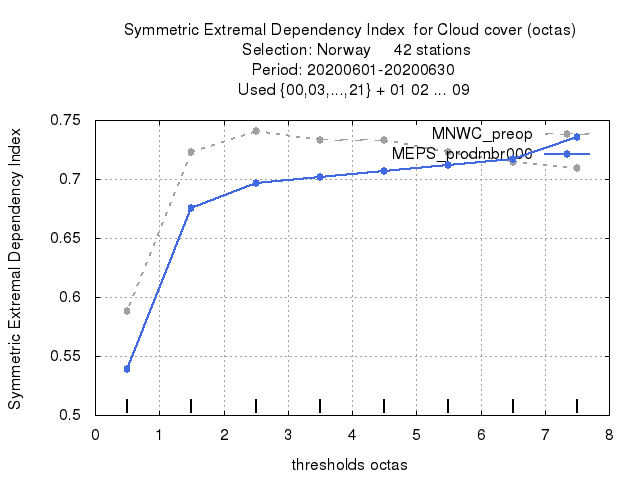 Symmetric Extremal Dependency Index  for Cloud cover (octas)
Selection: Norway     42 stations
Period: 20200601-20200630
Used {00,03,...,21} + 01 02 ... 09
MNWC_preop
MEPS_prodmbr000
Symmetric Extremal Dependency Index
0.75
0.7
0.65
0.6
0.55
0.5
0 1 2 3 4 5 6 7 8
thresholds octas